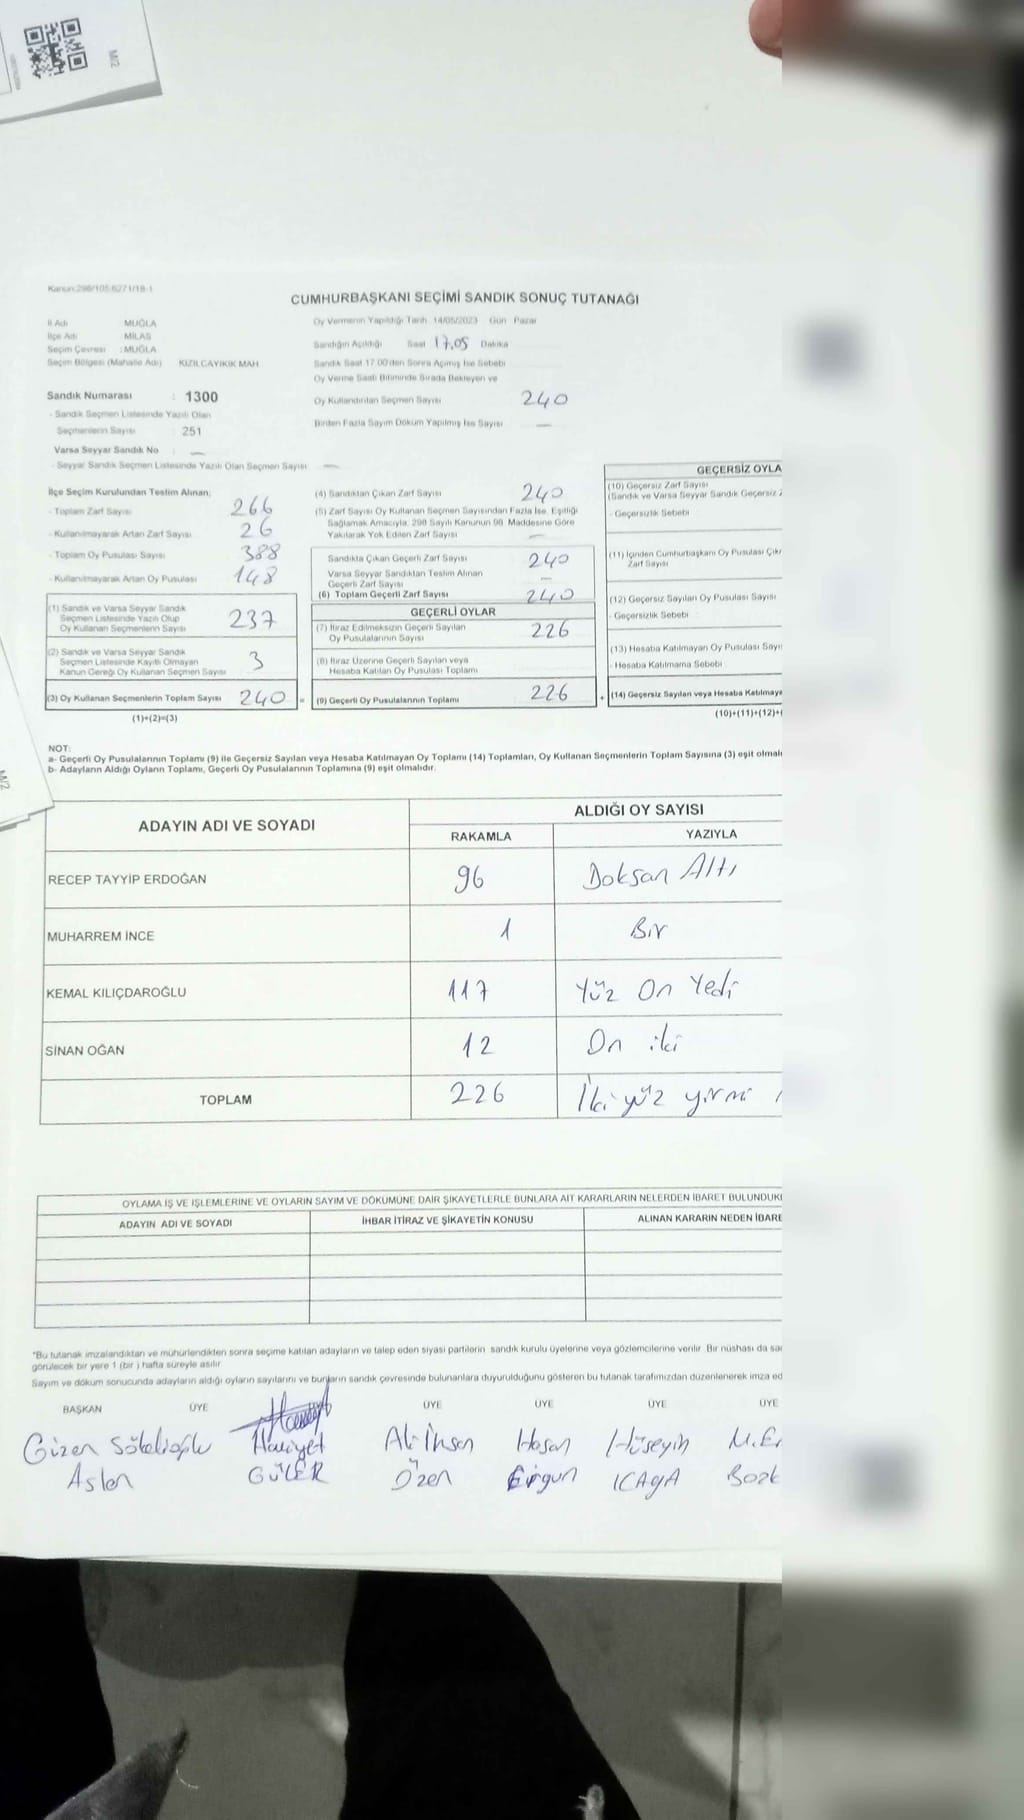 M/2
Kanun:298/105,6271/18-1
CUMHURBAŞKANI SEÇİMİ SANDIK SONUÇ TUTANAĞI
İl Adı : MUĞLA
İlçe Adı : MİLAS
Seçim Çevresi : MUĞLA
Seçim Bölgesi (Mahalle Adı) KIZILCAYIKIK MAH.
Sandık Numarası : 1300
- Sandık Seçmen Listesinde Yazılı Olan
Seçmenlerin Sayısı : 251
Varsa Seyyar Sandık No : —
- Seyyar Sandık Seçmen Listesinde Yazılı Olan Seçmen Sayısı —
Oy Vermenin Yapıldığı Tarih 14/05/2023 Gün Pazar
Sandığın Açıldığı Saat 17.05 Dakika
Sandık Saat 17.00'den Sonra Açılmış İse Sebebi
Oy Verme Saati Bitiminde Sırada Bekleyen ve
Oy Kullandırılan Seçmen Sayısı 240
Birden Fazla Sayım Döküm Yapılmış İse Sayısı —
İlçe Seçim Kurulundan Teslim Alınan;
- Toplam Zarf Sayısı 266
- Kullanılmayarak Artan Zarf Sayısı 26
- Toplam Oy Pusulası Sayısı 388
- Kullanılmayarak Artan Oy Pusulası 148
(1) Sandık ve Varsa Seyyar Sandık
Seçmen Listesinde Yazılı Olup
Oy Kullanan Seçmenlerin Sayısı 237
(2) Sandık ve Varsa Seyyar Sandık
Seçmen Listesinde Kayıtlı Olmayan
Kanun Gereği Oy Kullanan Seçmen Sayısı 3
(3) Oy Kullanan Seçmenlerin Toplam Sayısı 240 =
(1)+(2)=(3)
(4) Sandıktan Çıkan Zarf Sayısı 240
(5) Zarf Sayısı Oy Kullanan Seçmen Sayısından Fazla İse, Eşitliği
Sağlamak Amacıyla, 298 Sayılı Kanunun 98. Maddesine Göre
Yakılarak Yok Edilen Zarf Sayısı —
Sandıkta Çıkan Geçerli Zarf Sayısı 240
Varsa Seyyar Sandıktan Teslim Alınan
Geçerli Zarf Sayısı —
(6) Toplam Geçerli Zarf Sayısı 240
GEÇERLİ OYLAR
(7) İtiraz Edilmeksizin Geçerli Sayılan
Oy Pusulalarının Sayısı 226
(8) İtiraz Üzerine Geçerli Sayılan veya
Hesaba Katılan Oy Pusulası Toplamı
(9) Geçerli Oy Pusulalarının Toplamı 226 +
GEÇERSİZ OYLA
(10) Geçersiz Zarf Sayısı
(Sandık ve Varsa Seyyar Sandık Geçersiz
- Geçersizlik Sebebi
(11) İçinden Cumhurbaşkanı Oy Pusulası Çık
Zarf Sayısı
(12) Geçersiz Sayılan Oy Pusulası Sayısı
- Geçersizlik Sebebi
(13) Hesaba Katılmayan Oy Pusulası Sayı
- Hesaba Katılmama Sebebi
(14) Geçersiz Sayılan veya Hesaba Katılmaya
(10)+(11)+(12)+(
NOT:
a- Geçerli Oy Pusulalarının Toplamı (9) ile Geçersiz Sayılan veya Hesaba Katılmayan Oy Toplamı (14) Toplamları, Oy Kullanan Seçmenlerin Toplam Sayısına (3) eşit olmalı
b- Adayların Aldığı Oyların Toplamı, Geçerli Oy Pusulalarının Toplamına (9) eşit olmalıdır.
M/2
ADAYIN ADI VE SOYADI
ALDIĞI OY SAYISI
RAKAMLA YAZIYLA
RECEP TAYYİP ERDOĞAN 96 Doksan Altı
MUHARREM İNCE 1 Bir
KEMAL KILIÇDAROĞLU 117 Yüz On Yedi
SİNAN OĞAN 12 On iki
TOPLAM 226 İki yüz yirmi
OYLAMA İŞ VE İŞLEMLERİNE VE OYLARIN SAYIM VE DÖKÜMÜNE DAİR ŞİKAYETLERLE BUNLARA AİT KARARLARIN NELERDEN İBARET BULUNDUK
ADAYIN ADI VE SOYADI İHBAR İTİRAZ VE ŞİKAYETİN KONUSU ALINAN KARARIN NEDEN İBARE
"Bu tutanak imzalandıktan ve mühürlendikten sonra seçime katılan adayların ve talep eden siyasi partilerin sandık kurulu üyelerine veya gözlemcilerine verilir. Bir nüshası da sa
görülecek bir yere 1 (bir ) hafta süreyle asılır.
Sayım ve döküm sonucunda adayların aldığı oyların sayılarını ve bunların sandık çevresinde bulunanlara duyurulduğunu gösteren bu tutanak tarafımızdan düzenlenerek imza ed
BAŞKAN ÜYE ÜYE ÜYE ÜYE ÜYE
Gizen Sökelioğlu Hauiyet Ali İhsan Hasan Hüseyin M.E
Aslan GÜLER Özen Ergun ICAGA Bozk